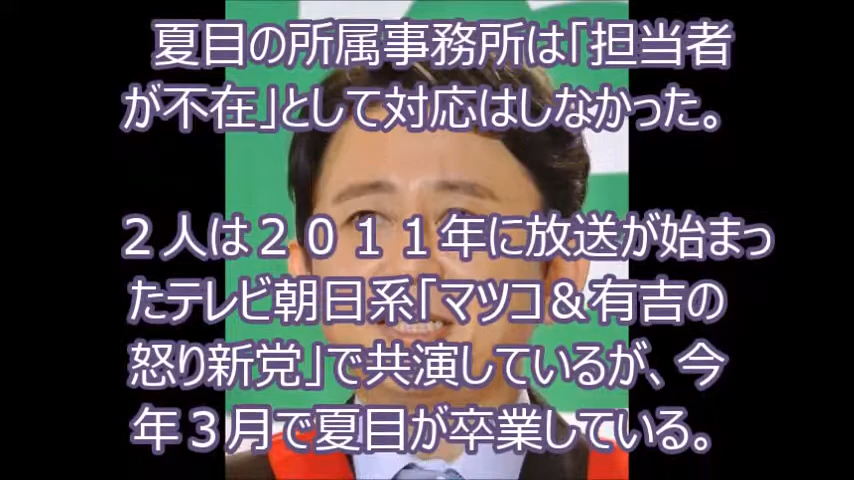 夏目の所属事務所は「担当者
が不在」として対応はしなかった。
２人は２０１１年に放送が始まっ
たテレビ朝日系「マツコ＆有吉の
怒り新党」で共演しているが、今
年３月で夏目が卒業している。